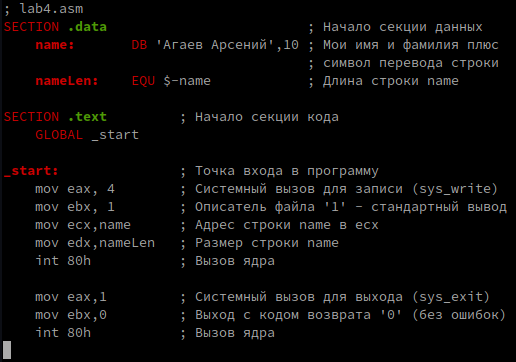 ; lab4.asm
SECTION .data                         ; Начало секции данных
    name:       DB 'Агаев Арсений',10 ; Мои имя и фамилия плюс
                                      ; символ перевода строки
    nameLen:    EQU $-name            ; Длина строки name
SECTION .text         ; Начало секции кода
    GLOBAL _start
_start:               ; Точка входа в программу
    mov eax, 4        ; Системный вызов для записи (sys_write)
    mov ebx, 1        ; Описатель файла '1' - стандартный вывод
    mov ecx,name      ; Адрес строки name в ecx
    mov edx,nameLen   ; Размер строки name
    int 80h           ; Вызов ядра
    mov eax,1         ; Системный вызов для выхода (sys_exit)
    mov ebx,0         ; Выход с кодом возврата '0' (без ошибок)
    int 80h           ; Вызов ядра